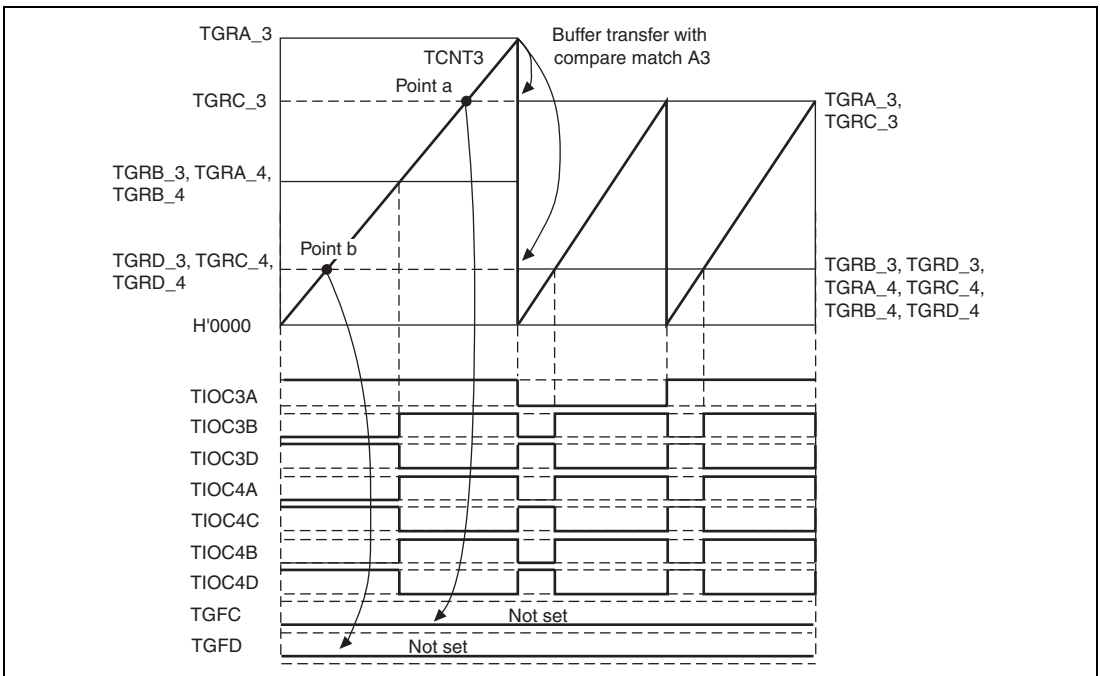 TGRA_3
TCNT3
Buffer transfer with
compare match A3
Point a
TGRC_3
TGRA_3,
TGRC_3
TGRB_3, TGRA_4,
TGRB_4
Point b
TGRD_3, TGRC_4,
TGRD_4
TGRB_3, TGRD_3,
TGRA_4, TGRC_4,
TGRB_4, TGRD_4
H'0000
TIOC3A
TIOC3B
TIOC3D
TIOC4A
TIOC4C
TIOC4B
TIOC4D
TGFC
Not set
TGFD
Not set